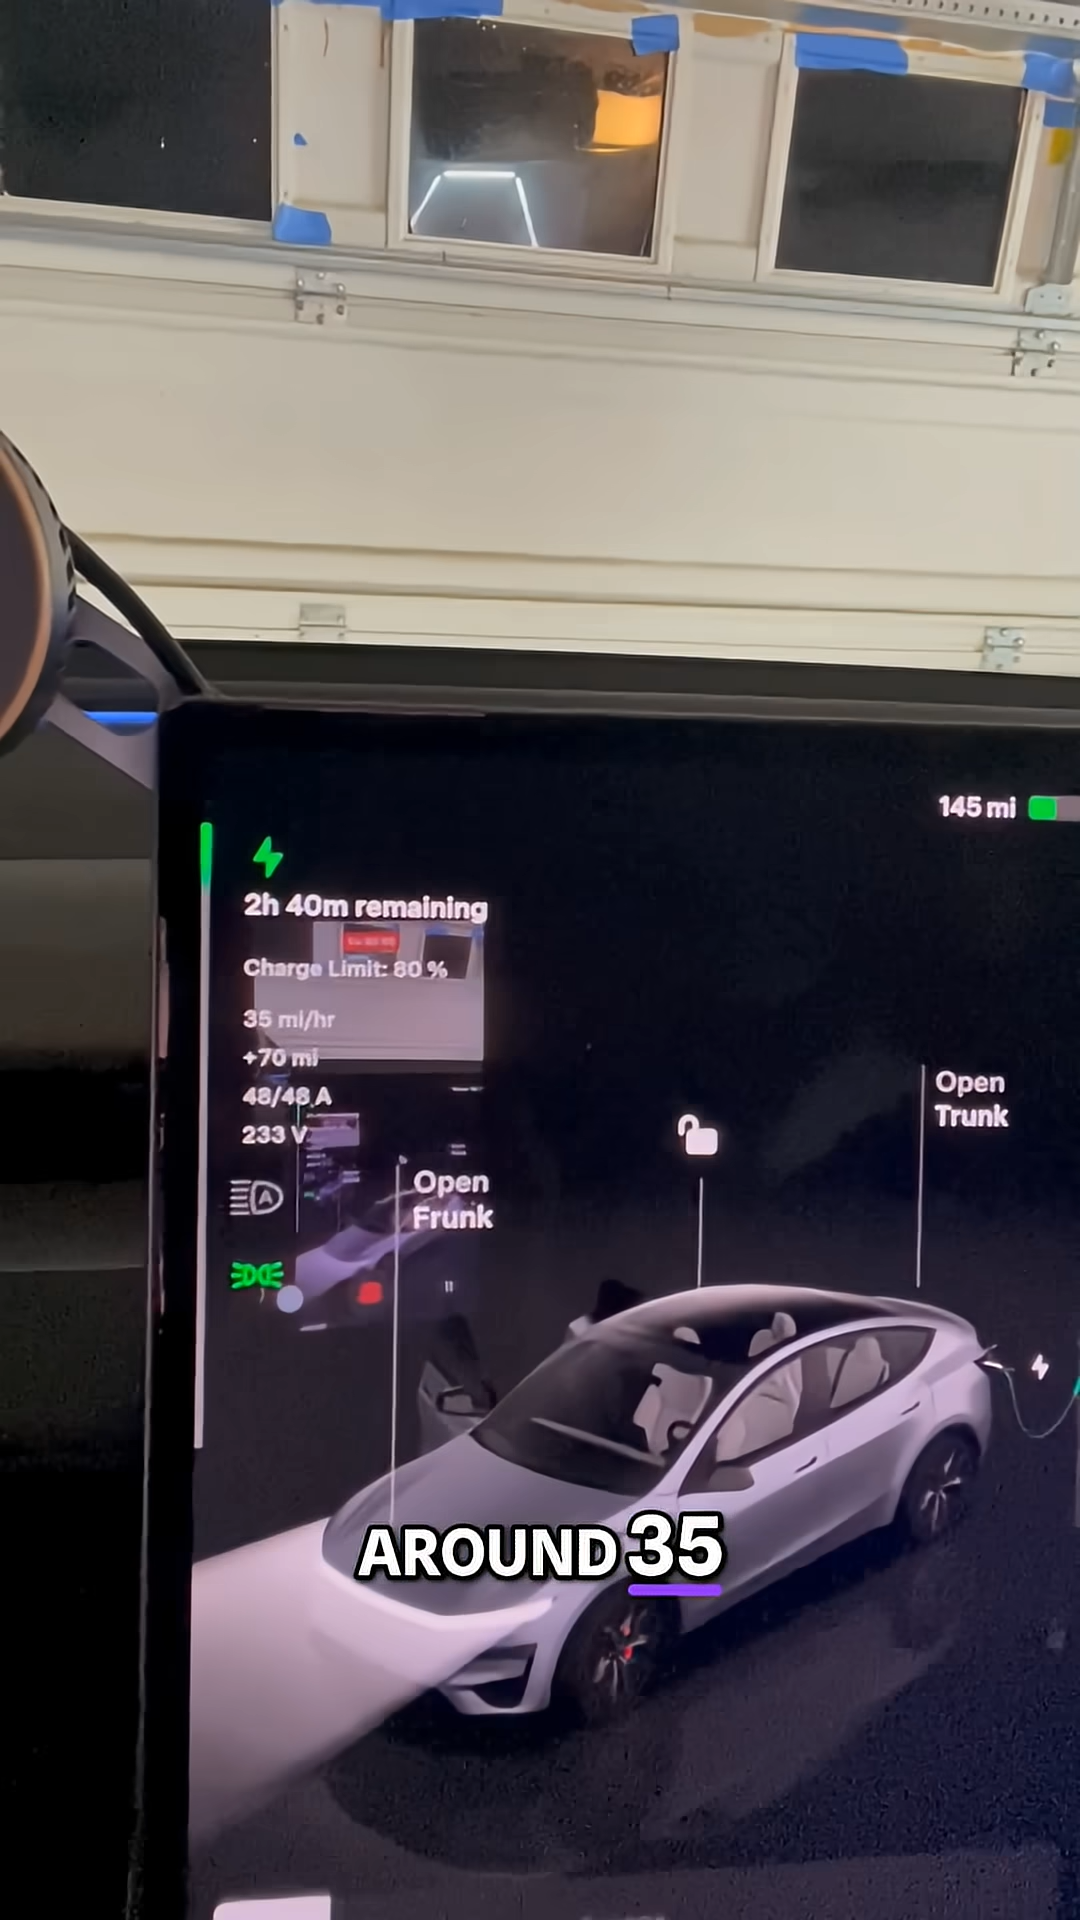 145 mi
2h 40m remaining
Charge Limit: 80 %
35 mi/hr
+70 mi
48/48 A
233 V
A
Open
Trunk
Open
Frunk
AROUND 35